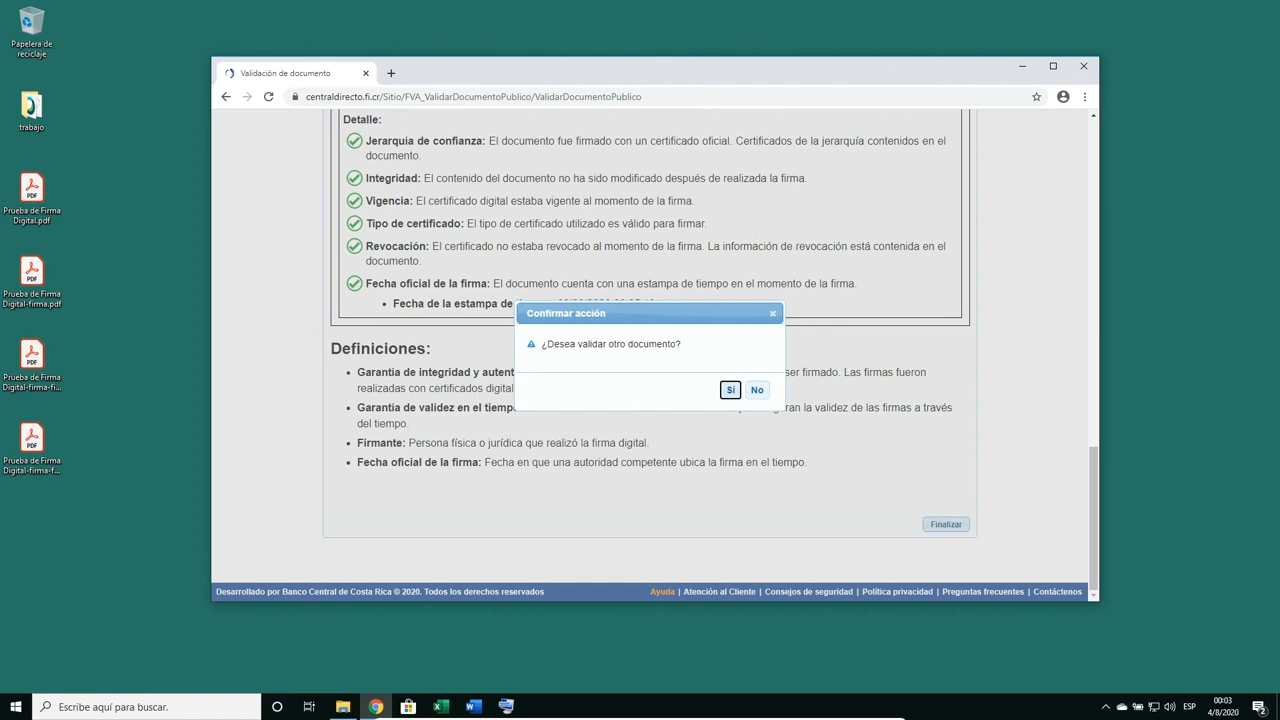 Papelera de
reciclaje
trabajo
PDF
Prueba de Firma
Digital.pdf
PDF
Prueba de Firma
Digital-firma.pdf
PDF
Prueba de Firma
Digital-firma-fi...
PDF
Prueba de Firma
Digital-firma-f...
Validación de documento
centraldirecto.fi.cr/Sitio/FVA_ValidarDocumentoPublico/ValidarDocumentoPublico
Detalle:
Jerarquia de confianza: El documento fue firmado con un certificado oficial. Certificados de la jerarquía contenidos en el
documento.
Integridad: El contenido del documento no ha sido modificado después de realizada la firma.
Vigencia: El certificado digital estaba vigente al momento de la firma.
Tipo de certificado: El tipo de certificado utilizado es válido para firmar.
Revocación: El certificado no estaba revocado al momento de la firma. La información de revocación está contenida en el
documento.
Fecha oficial de la firma: El documento cuenta con una estampa de tiempo en el momento de la firma.
• Fecha de la estampa de
Confirmar acción
¿Desea validar otro documento?
Sí No
Definiciones:
• Garantía de integridad y autent ser firmado. Las firmas fueron
realizadas con certificados digital
• Garantía de validez en el tiempo la validez de las firmas a través
del tiempo.
• Firmante: Persona física o jurídica que realizó la firma digital.
• Fecha oficial de la firma: Fecha en que una autoridad competente ubica la firma en el tiempo.
Finalizar
Desarrollado por Banco Central de Costa Rica © 2020. Todos los derechos reservados
Ayuda | Atención al Cliente | Consejos de seguridad | Política privacidad | Preguntas frecuentes | Contáctenos
Escribe aquí para buscar.
ESP
00:03
4/8/2020
2